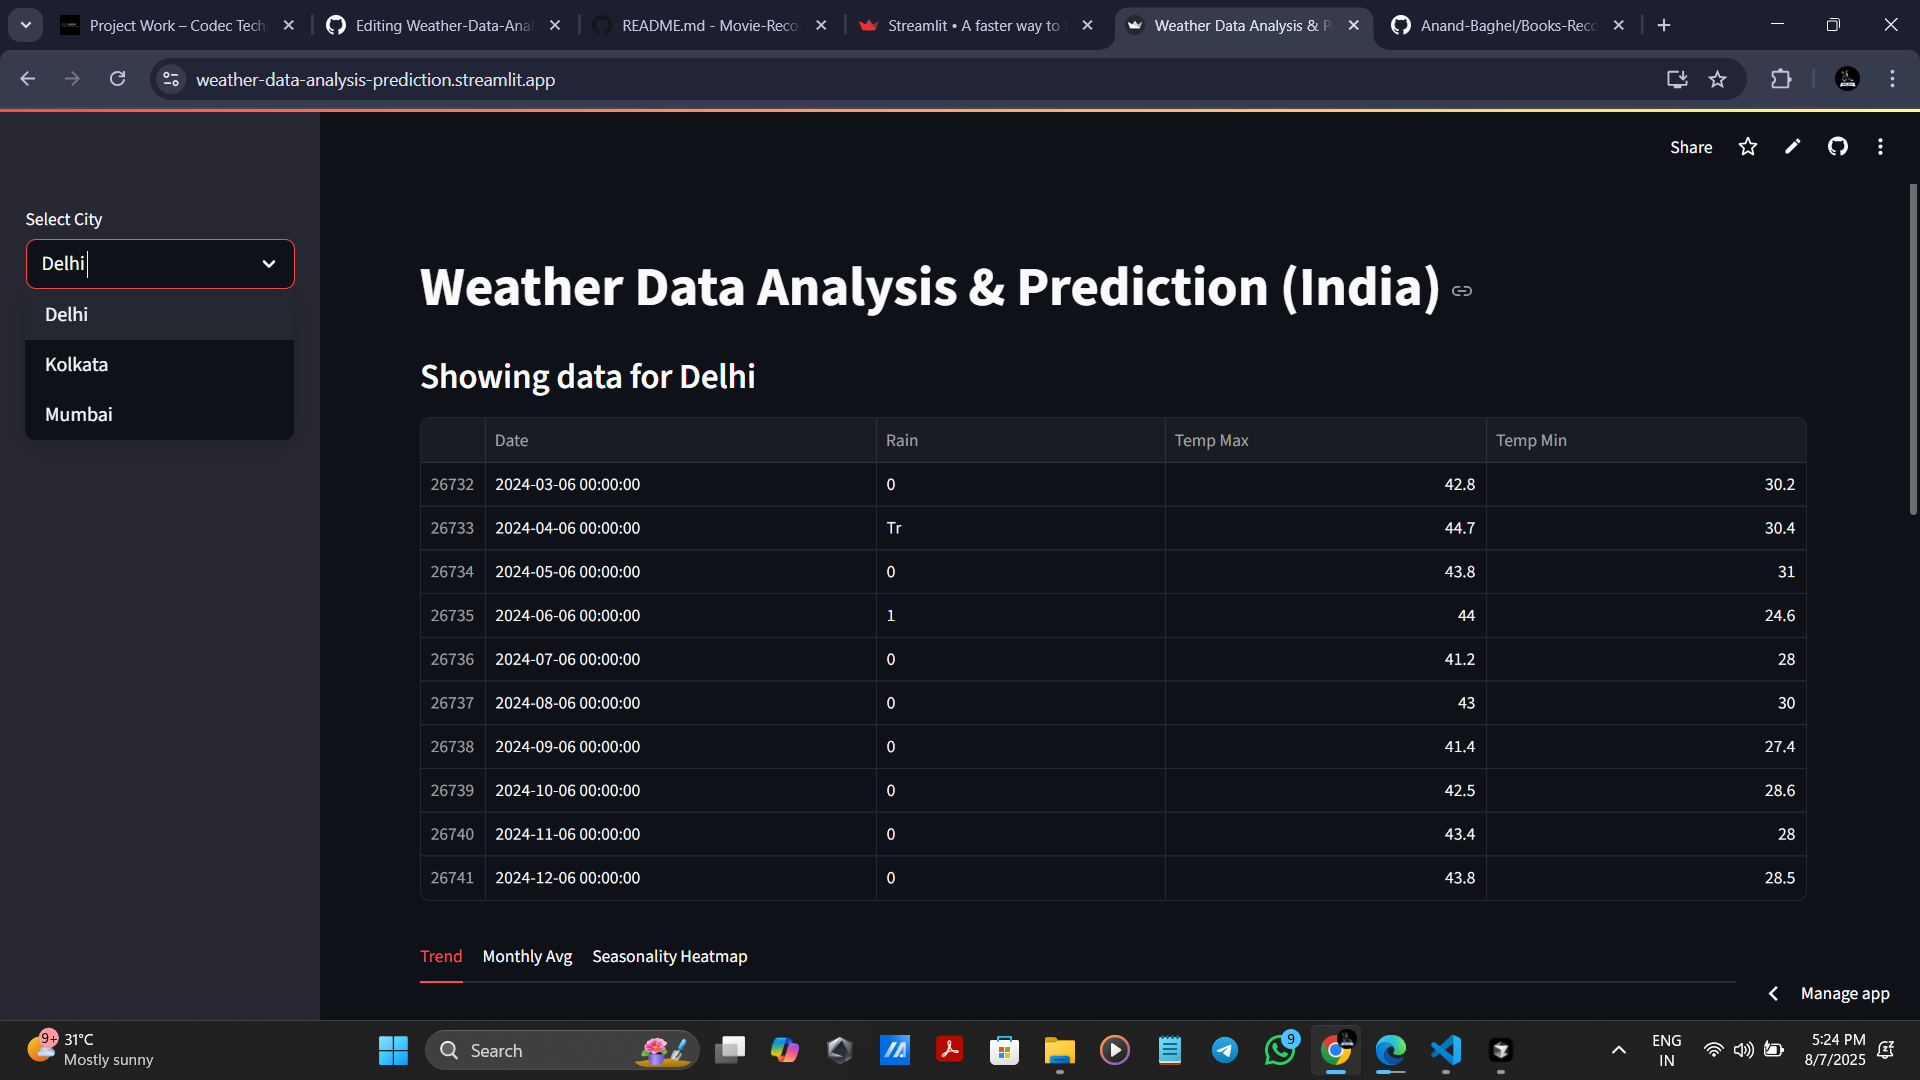 Project Work – Codec Tech
Editing Weather-Data-Anal
README.md - Movie-Reco
Streamlit • A faster way to
Weather Data Analysis & P
Anand-Baghel/Books-Reco
weather-data-analysis-prediction.streamlit.app
Share
Select City
Delhi
Delhi
Kolkata
Mumbai
Weather Data Analysis & Prediction (India)
Showing data for Delhi
Date Rain Temp Max Temp Min
26732 2024-03-06 00:00:00 0 42.8 30.2
26733 2024-04-06 00:00:00 Tr 44.7 30.4
26734 2024-05-06 00:00:00 0 43.8 31
26735 2024-06-06 00:00:00 1 44 24.6
26736 2024-07-06 00:00:00 0 41.2 28
26737 2024-08-06 00:00:00 0 43 30
26738 2024-09-06 00:00:00 0 41.4 27.4
26739 2024-10-06 00:00:00 0 42.5 28.6
26740 2024-11-06 00:00:00 0 43.4 28
26741 2024-12-06 00:00:00 0 43.8 28.5
Trend Monthly Avg Seasonality Heatmap
Manage app
9+
31°C
Mostly sunny
Search
9
ENG
IN
5:24 PM
8/7/2025